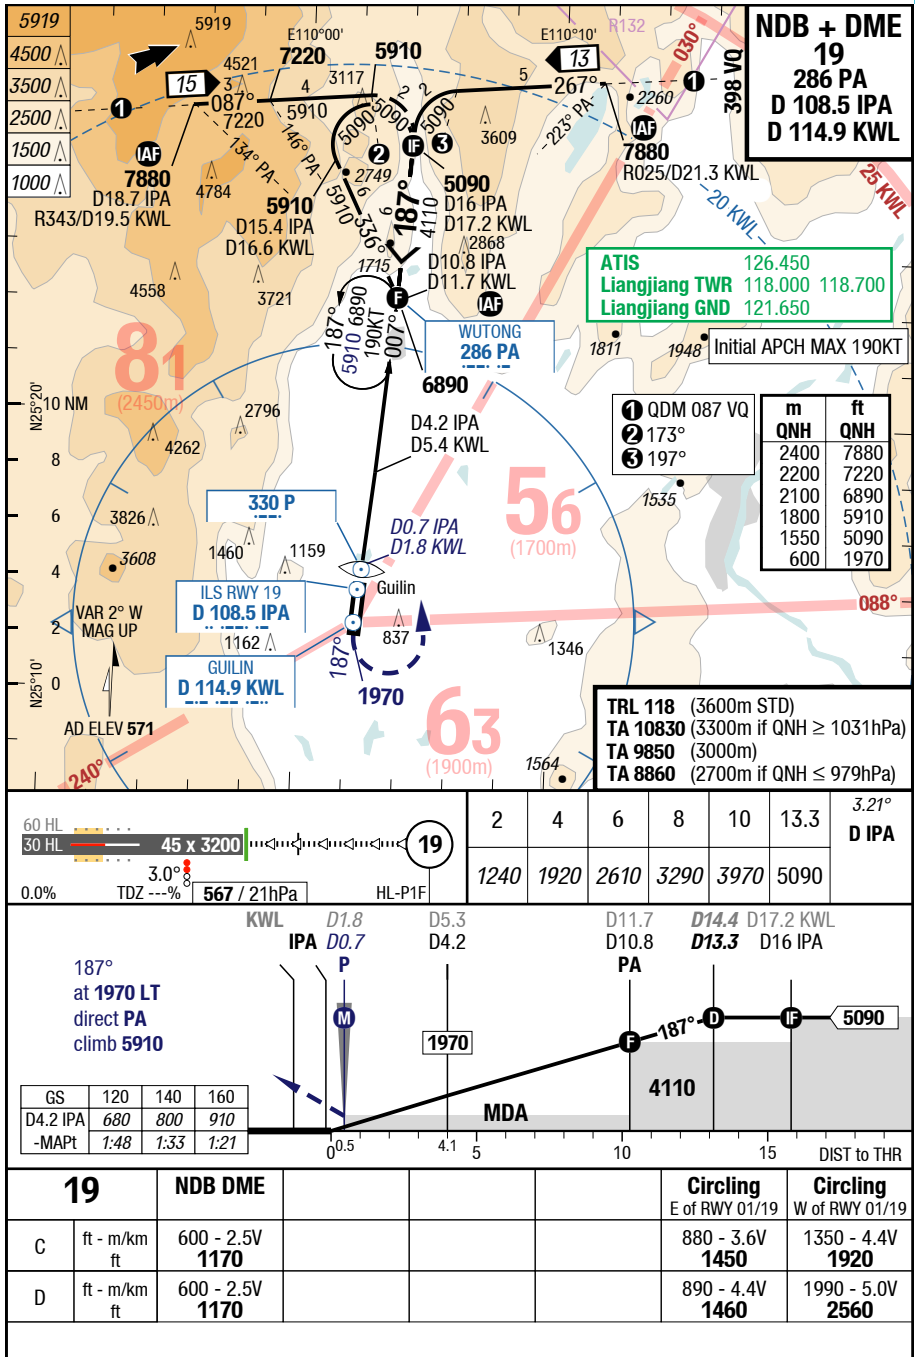 5919
4500
3500
2500
1500
1000
5919
E110°00'
7220
5910
E110°10'
R132
030°
398 VQ
NDB + DME
19
286 PA
D 108.5 IPA
D 114.9 KWL
15
4521
3
087°
7220
4
5910
3117
5090
5090
2
2
5090
5
13
267°
1
1
2260
3609
223° PA
IAF
7880
R025/D21.3 KWL
IAF
7880
D18.7 IPA
R343/D19.5 KWL
134° PA
146° PA
4784
2
2749
IF
3
5910
D15.4 IPA
D16.6 KWL
6
5910
336°
187°
9
4110
5090
D16 IPA
D17.2 KWL
2868
D10.8 IPA
D11.7 KWL
1715
F
IAF
20 KWL
25 KWL
4558
3721
ATIS 126.450
Liangjiang TWR 118.000 118.700
Liangjiang GND 121.650
187°
5910
6890
190KT
007°
WUTONG
286 PA
6890
1811
1948
Initial APCH MAX 190KT
81
(2450m)
N25°20'
10 NM
8
6
4
2
0
N25°10'
2796
4262
D4.2 IPA
D5.4 KWL
1 QDM 087 VQ
2 173°
3 197°
m ft
QNH QNH
2400 7880
2200 7220
2100 6890
1800 5910
1550 5090
600 1970
56
(1700m)
1535
330 P
D0.7 IPA
D1.8 KWL
3826
3608
1460
1159
Guilin
ILS RWY 19
D 108.5 IPA
088°
VAR 2° W
MAG UP
1162
837
1346
GUILIN
D 114.9 KWL
187°
1970
AD ELEV 571
240°
63
(1900m)
1564
TRL 118 (3600m STD)
TA 10830 (3300m if QNH ≥ 1031hPa)
TA 9850 (3000m)
TA 8860 (2700m if QNH ≤ 979hPa)
60 HL
30 HL
45 x 3200
19
3.0°
0.0%
TDZ ---%
567 / 21hPa
HL-P1F
2 4 6 8 10 13.3 3.21°
D IPA
1240 1920 2610 3290 3970 5090
KWL D1.8 D5.3 D11.7 D14.4 D17.2 KWL
IPA D0.7 D4.2 D10.8 D13.3 D16 IPA
P PA
187°
at 1970 LT
direct PA
climb 5910
M
1970
F
187°
D
IF
5090
4110
MDA
GS 120 140 160
D4.2 IPA 680 800 910
-MAPt 1:48 1:33 1:21
0 0.5 4.1 5 10 15 DIST to THR
19 NDB DME Circling Circling
E of RWY 01/19 W of RWY 01/19
C ft - m/km 600 - 2.5V 880 - 3.6V 1350 - 4.4V
ft 1170 1450 1920
D ft - m/km 600 - 2.5V 890 - 4.4V 1990 - 5.0V
ft 1170 1460 2560